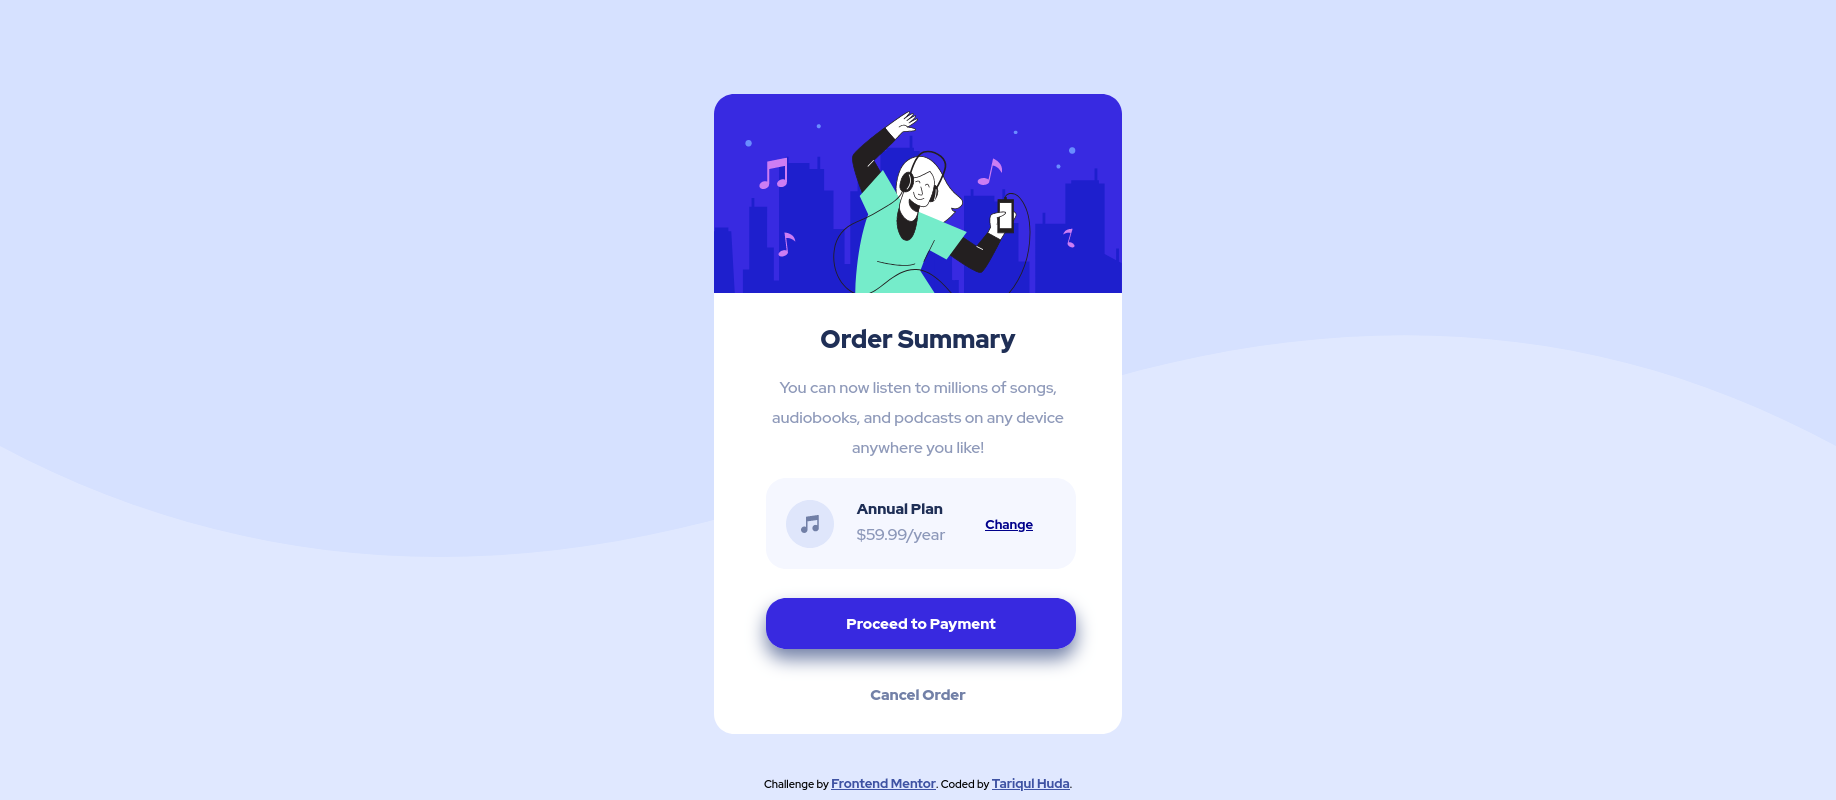 Order Summary
You can now listen to millions of songs,
audiobooks, and podcasts on any device
anywhere you like!
Annual Plan
$59.99/year
Change
Proceed to Payment
Cancel Order
Challenge by Frontend Mentor. Coded by Tariqul Huda.